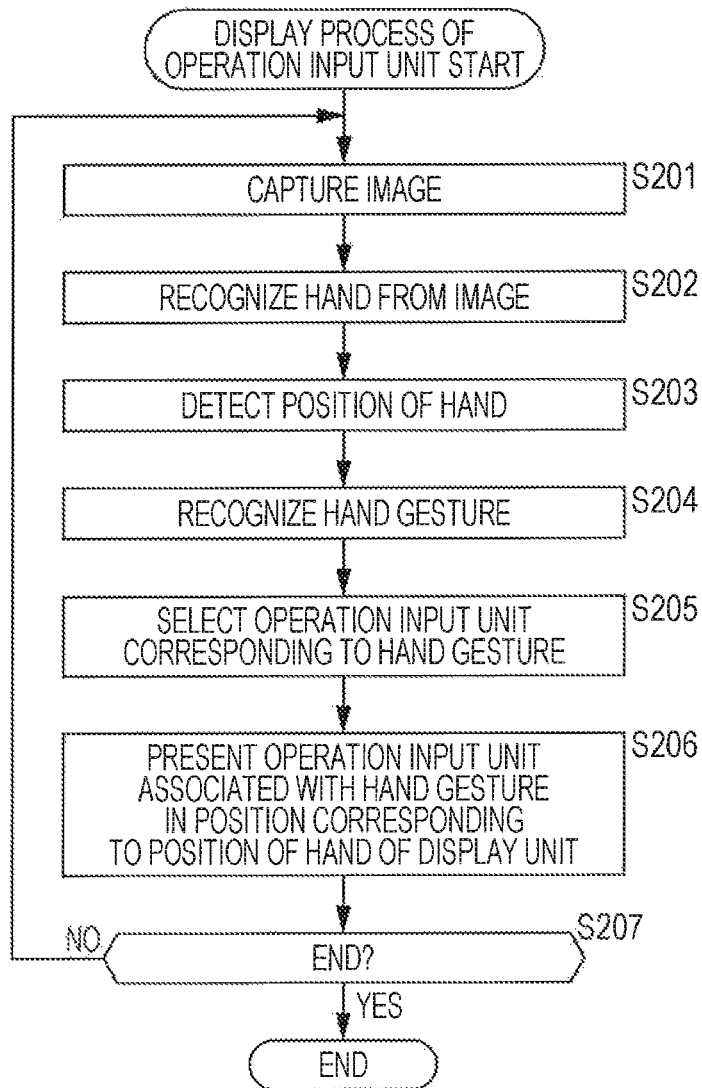 DISPLAY PROCESS OF
OPERATION INPUT UNIT START
CAPTURE IMAGE
S201
RECOGNIZE HAND FROM IMAGE
S202
DETECT POSITION OF HAND
S203
RECOGNIZE HAND GESTURE
S204
SELECT OPERATION INPUT UNIT
CORRESPONDING TO HAND GESTURE
S205
PRESENT OPERATION INPUT UNIT
ASSOCIATED WITH HAND GESTURE
IN POSITION CORRESPONDING
TO POSITION OF HAND OF DISPLAY UNIT
S206
NO
END?
S207
YES
END